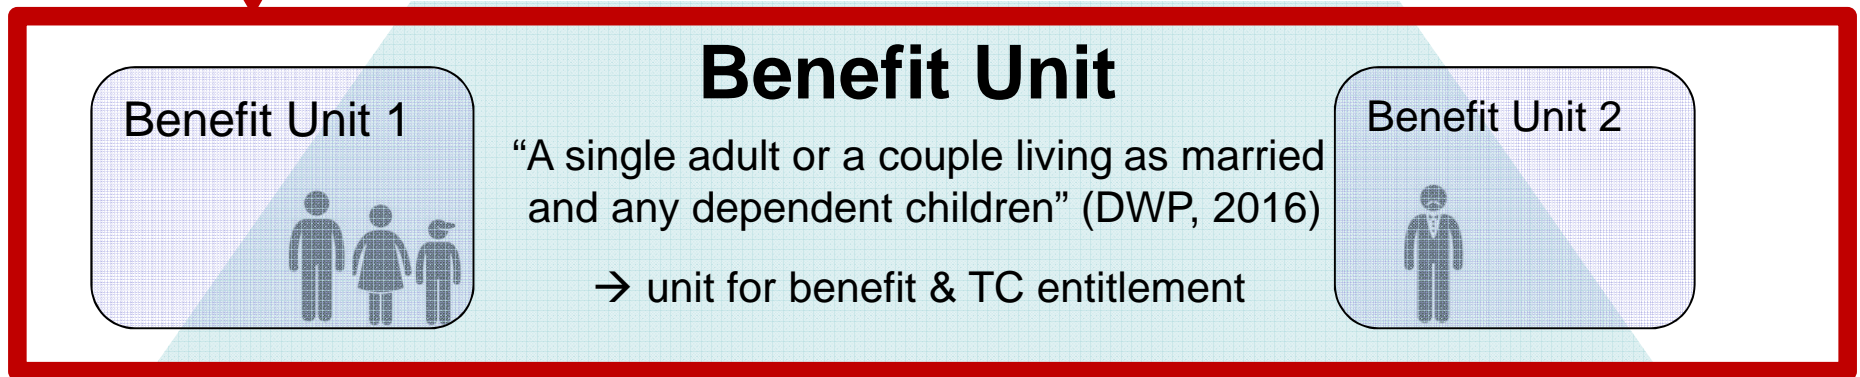 Benefit Unit
Benefit Unit 1
“A single adult or a couple living as married
and any dependent children” (DWP, 2016)
→ unit for benefit & TC entitlement
Benefit Unit 2